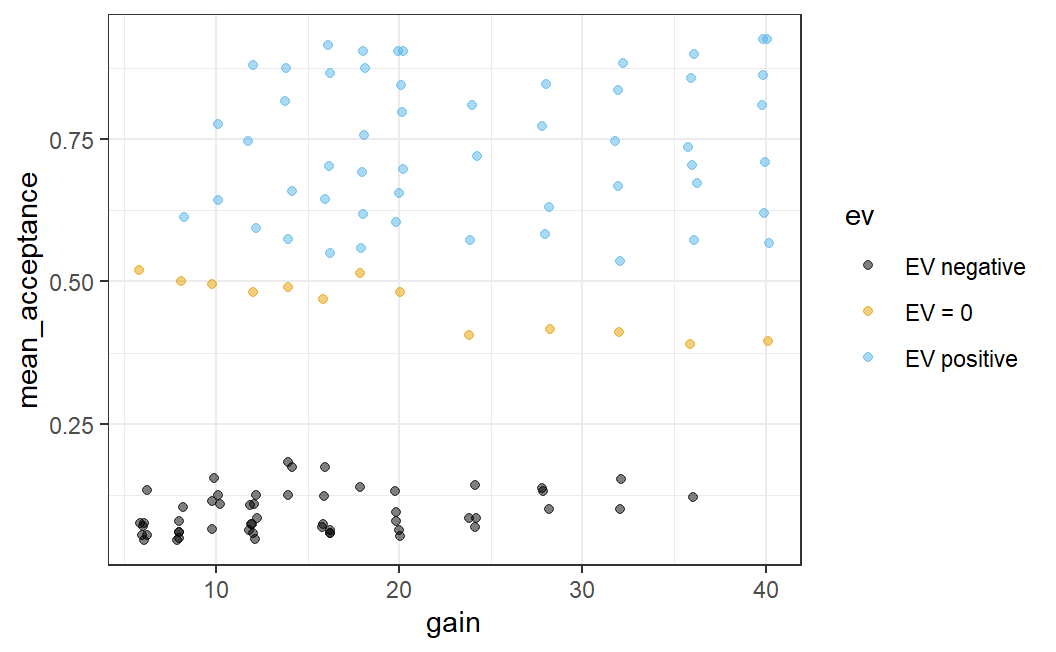 mean_acceptance
0.75
0.50
0.25
10 20 30 40
gain
ev
EV negative
EV = 0
EV positive